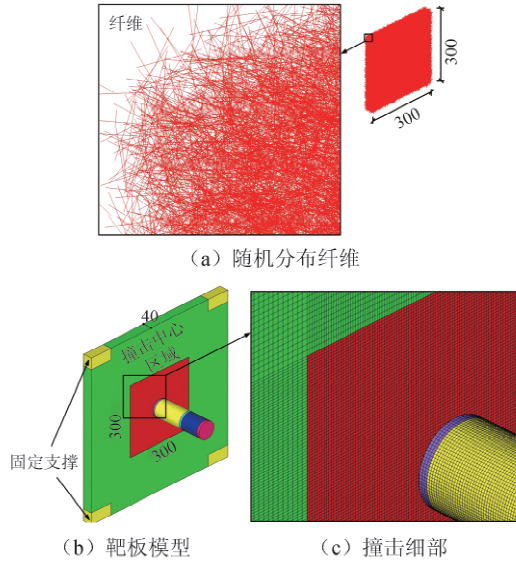 纤维
300
300
（a）随机分布纤维
40
撞击中心
区域
300
300
固定支撑
（b）靶板模型
（c）撞击细部